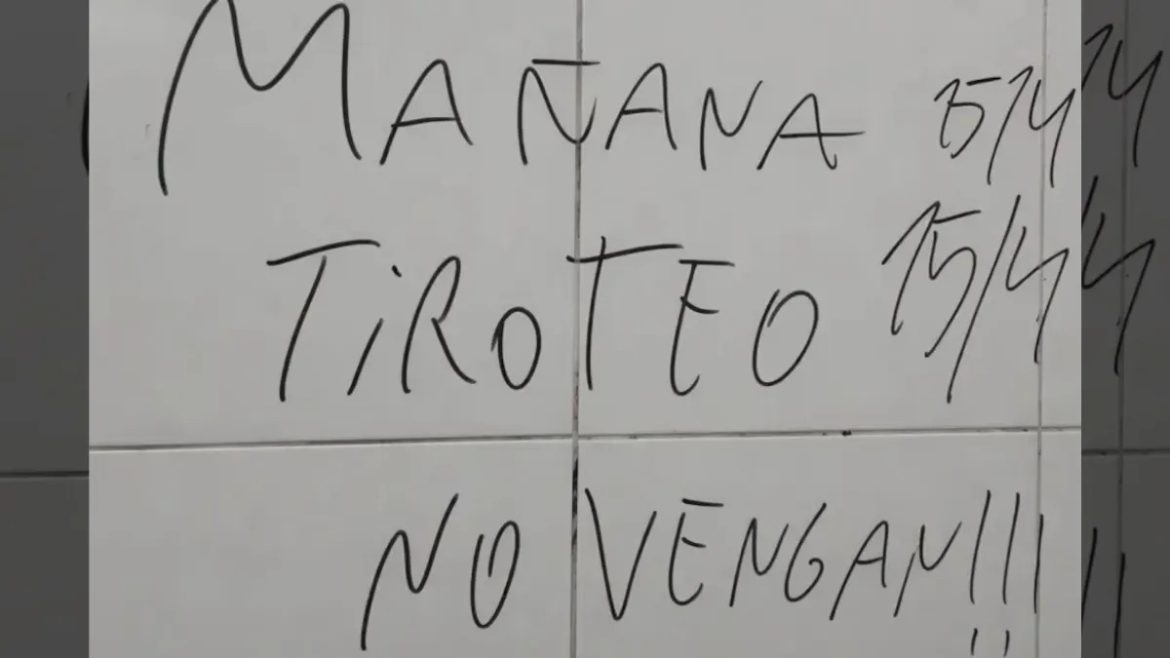 MAÑANA 15/4
TiROTEO 15/4
NO VENGAN!!!